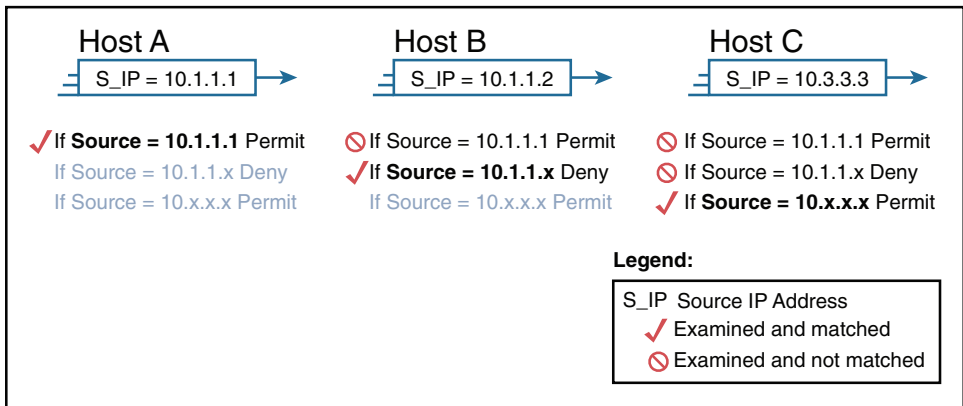 Host A
S_IP = 10.1.1.1
If Source = 10.1.1.1 Permit
If Source = 10.1.1.x Deny
If Source = 10.x.x.x Permit
Host B
S_IP = 10.1.1.2
If Source = 10.1.1.1 Permit
If Source = 10.1.1.x Deny
If Source = 10.x.x.x Permit
Host C
S_IP = 10.3.3.3
If Source = 10.1.1.1 Permit
If Source = 10.1.1.x Deny
If Source = 10.x.x.x Permit
Legend:
S_IP Source IP Address
Examined and matched
Examined and not matched